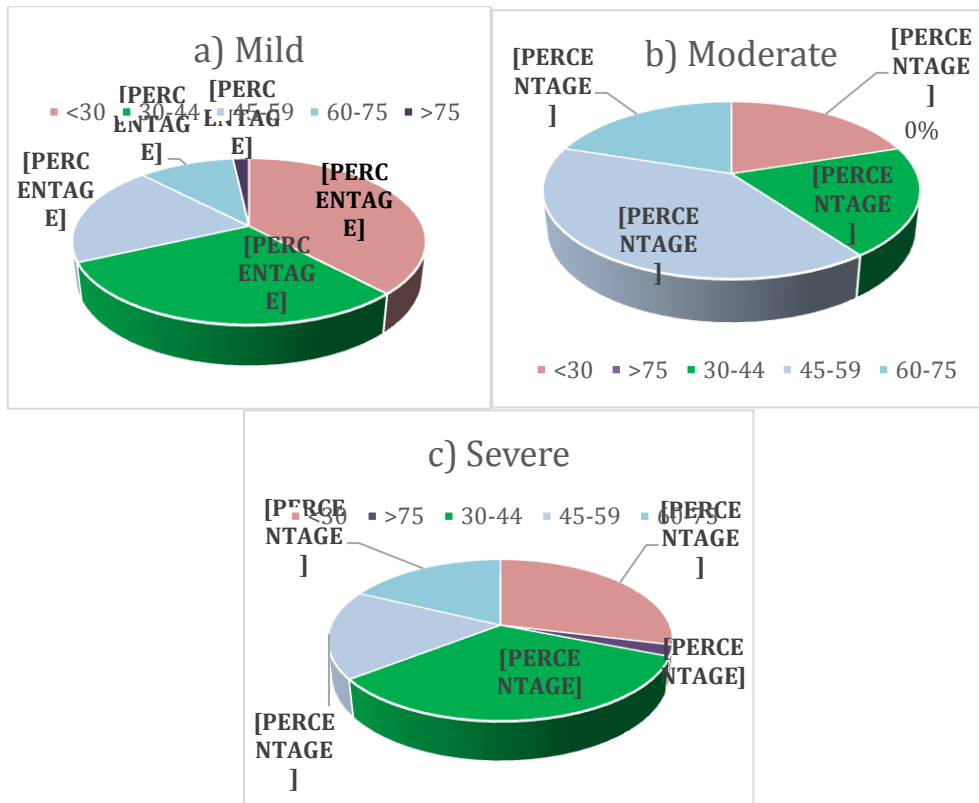 a) Mild
<30 30-44 45-59 60-75 >75
[PERC
ENTAG
E]
[PERC
ENTAG
E]
[PERC
ENTAG
E]
[PERC
ENTAG
E]
[PERC
ENTAG
E]
b) Moderate
[PERCE
NTAGE
]
[PERCE
NTAGE
]
0%
[PERCE
NTAGE
]
[PERCE
NTAGE
]
<30 >75 30-44 45-59 60-75
c) Severe
<30 >75 30-44 45-59 60-75
[PERCE
NTAGE
]
[PERCE
NTAGE
]
[PERCE
NTAGE]
[PERCE
NTAGE]
[PERCE
NTAGE
]